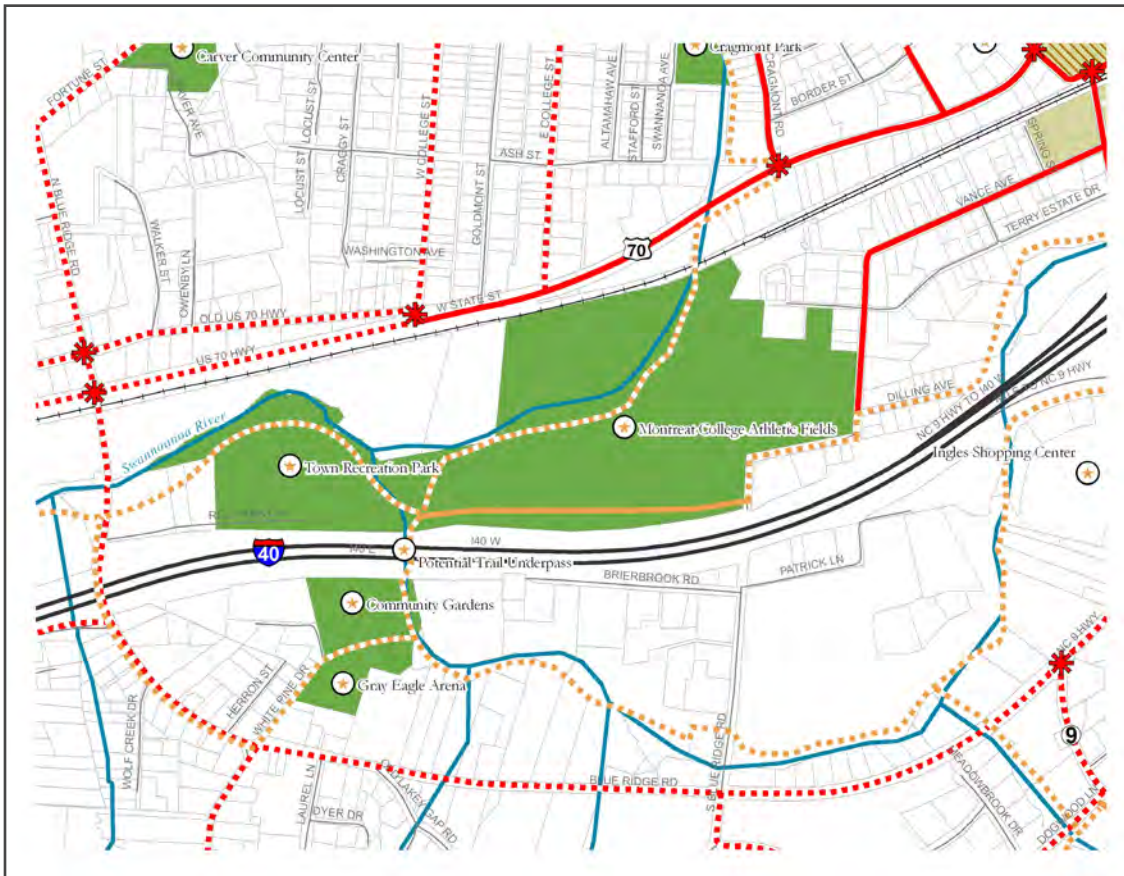 Carver Community Center
Cragmont Park
FORTUNE ST
LOCUST ST
LOCUST ST
CRAGGY ST
W COLLEGE ST
E COLLEGE ST
GOLDMONT ST
ASH ST
ALTAMAHAW AVE
STAFFORD ST
SWANNANOA AVE
CRAGMONT RD
BORDER ST
SPRING S
N BLUE RIDGE RD
WALKER ST
OWENBY LN
WASHINGTON AVE
VANCE AVE
TERRY ESTATE DR
70
W STATE ST
OLD US 70 HWY
US 70 HWY
Swannanoa River
DILLING AVE
NC 9 HWY TO I40 W
NC 9 HWY
Montreat College Athletic Fields
Town Recreation Park
Ingles Shopping Center
I40 E
I40 W
40
Potential Trail Underpass
BRIERBROOK RD
PATRICK LN
Community Gardens
Gray Eagle Arena
HERRON ST
WHITE PINE DR
WOLF CREEK DR
NC 9 HWY
9
BLUE RIDGE RD
S BLUE RIDGE RD
LAUREL LN
DYER DR
OLD LAKEY GAP RD
MEADOWBROOK DR
DOGWOOD LN